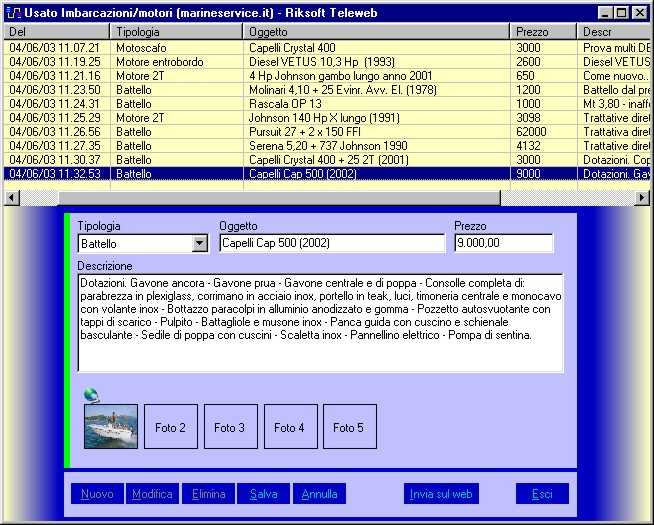 Usato Imbarcazioni/motori (marineservice.it) - Riksoft Teleweb
Del Tipologia Oggetto Prezzo Descr
04/06/03 11.07.21 Motoscafo Capelli Crystal 400 3000 Prova multi DE
04/06/03 11.19.25 Motore entrobordo Diesel VETUS 10,3 Hp (1993) 2600 Diesel VETUS
04/06/03 11.21.16 Motore 2T 4 Hp Johnson gambo lungo anno 2001 650 Come nuovo..
04/06/03 11.23.50 Battello Molinari 4,10 + 25 Evinr. Avv. El. (1978) 1200 Battello dal pre
04/06/03 11.24.31 Battello Rascala OP 13 1000 Mt 3,80 - inaffo
04/06/03 11.25.29 Motore 2T Johnson 140 Hp X lungo (1991) 3098 Trattative diret
04/06/03 11.26.56 Battello Pursuit 27 + 2 x 150 FFI 62000 Trattativa diret
04/06/03 11.27.35 Battello Serena 5,20 + 737 Johnson 1990 4132 Trattative diret
04/06/03 11.30.37 Battello Capelli Crystal 400 + 25 2T (2001) 3000 Dotazioni. Cop
04/06/03 11.32.53 Battello Capelli Cap 500 (2002) 9000 Dotazioni. Gav
Tipologia Oggetto Prezzo
Battello Capelli Cap 500 (2002) 9.000,00
Descrizione
Dotazioni. Gavone ancora - Gavone prua - Gavone centrale e di poppa - Consolle completa di:
parabrezza in plexiglass, corrimano in acciaio inox, portello in teak, luci, timoneria centrale e monocavo
con volante inox - Bottazzo paracolpi in alluminio anodizzato e gomma - Pozzetto autosvuotante con
tappi di scarico - Pulpito - Battagliole e musone inox - Panca guida con cuscino e schienale
basculante - Sedile di poppa con cuscini - Scaletta inox - Pannellino elettrico - Pompa di sentina.
Foto 2 Foto 3 Foto 4 Foto 5
Nuovo Modifica Elimina Salva Annulla Invia sul web Esci